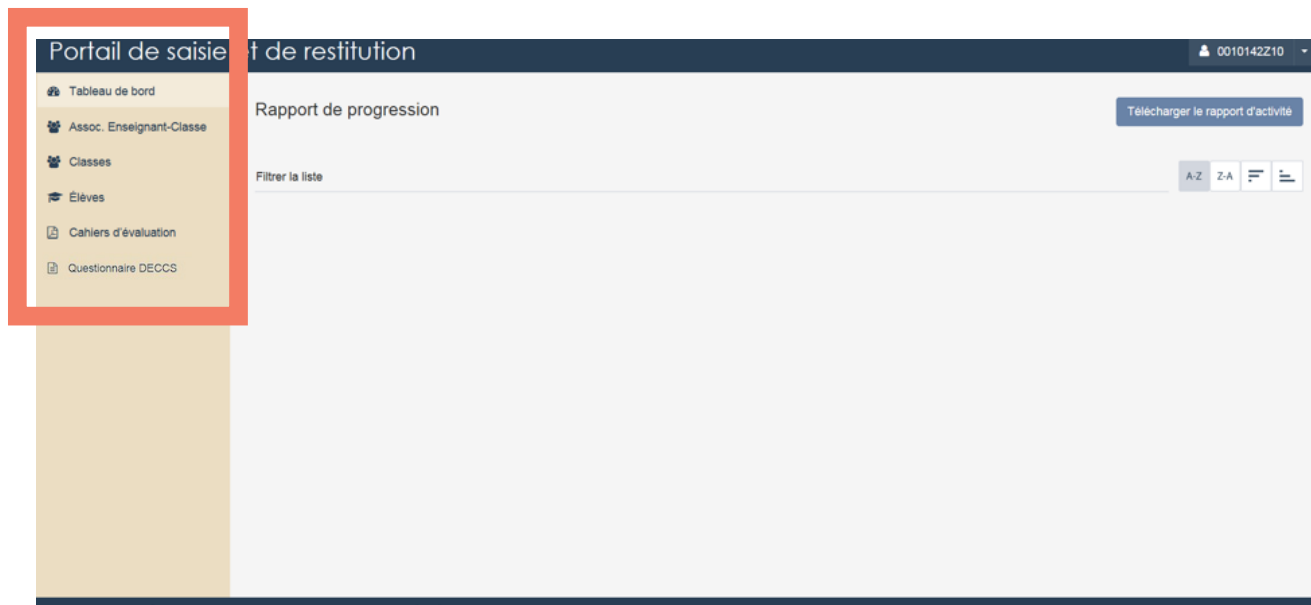 Portail de saisie et de restitution
0010142Z10
Tableau de bord
Assoc. Enseignant-Classe
Classes
Élèves
Cahiers d'évaluation
Questionnaire DECCS
Rapport de progression
Télécharger le rapport d'activité
Filtrer la liste
A-Z Z-A